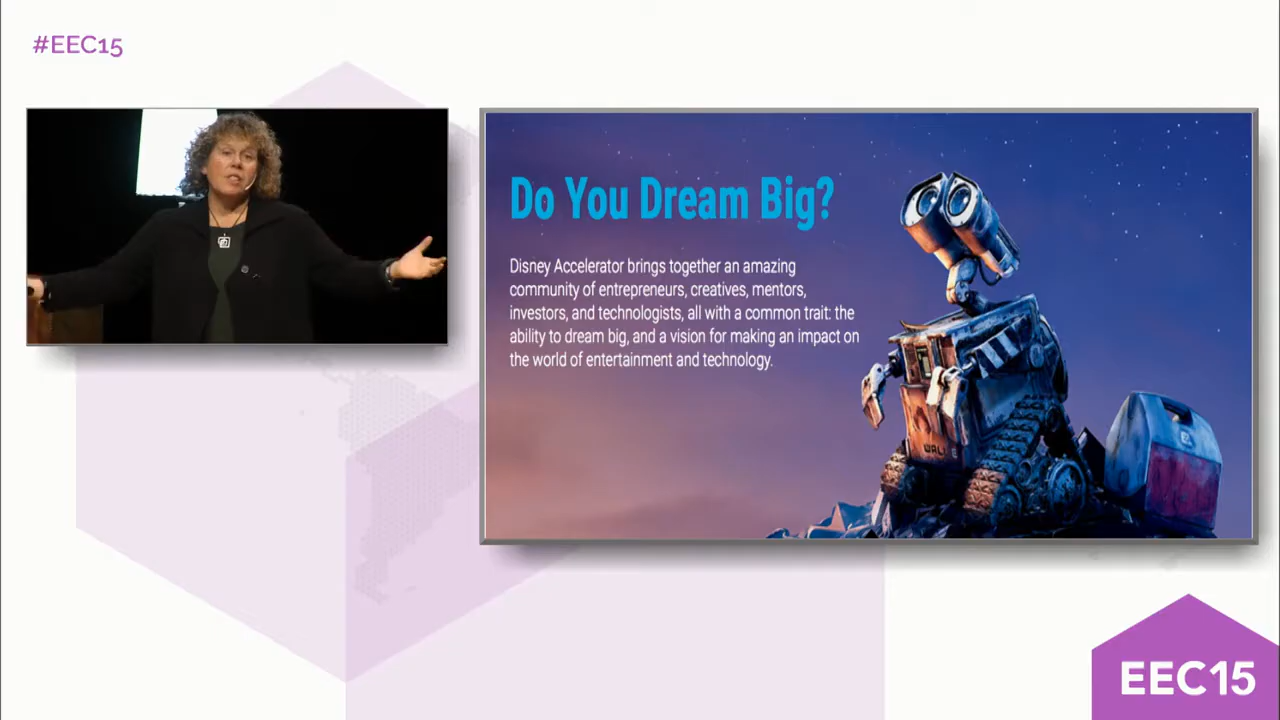 #EEC15
Do You Dream Big?
Disney Accelerator brings together an amazing
community of entrepreneurs, creatives, mentors,
investors, and technologists, all with a common trait: the
ability to dream big, and a vision for making an impact on
the world of entertainment and technology.
WALL
EEC15